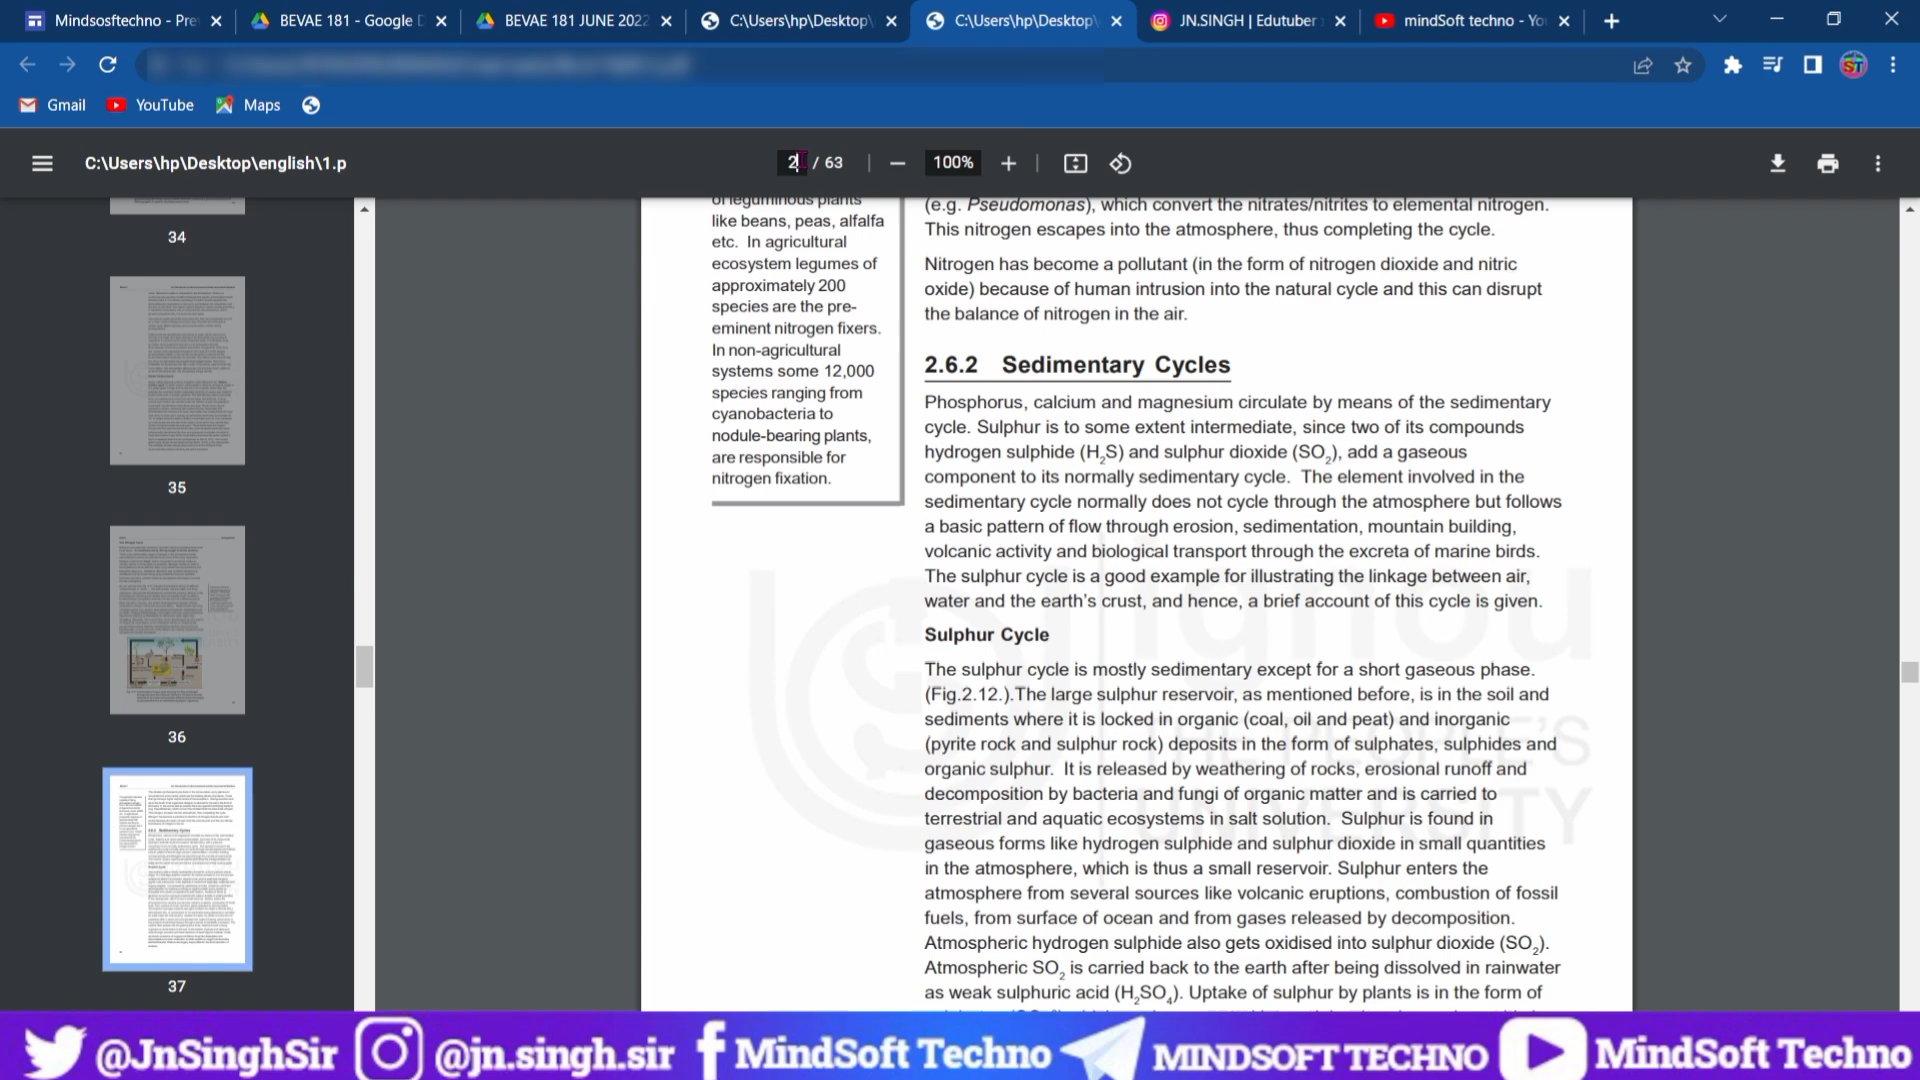 Mindsosftechno - Pre
BEVAE 181 - Google D
BEVAE 181 JUNE 2022
C:\Users\hp\Desktop\
C:\Users\hp\Desktop\
JN.SINGH | Edutuber
mindSoft techno - Yo
Gmail
YouTube
Maps
ST
C:\Users\hp\Desktop\english\1.p
2 / 63
100%
34
35
36
37
of leguminous plants
like beans, peas, alfalfa
etc. In agricultural
ecosystem legumes of
approximately 200
species are the pre-
eminent nitrogen fixers.
In non-agricultural
systems some 12,000
species ranging from
cyanobacteria to
nodule-bearing plants,
are responsible for
nitrogen fixation.
(e.g. Pseudomonas), which convert the nitrates/nitrites to elemental nitrogen.
This nitrogen escapes into the atmosphere, thus completing the cycle.
Nitrogen has become a pollutant (in the form of nitrogen dioxide and nitric
oxide) because of human intrusion into the natural cycle and this can disrupt
the balance of nitrogen in the air.
2.6.2 Sedimentary Cycles
Phosphorus, calcium and magnesium circulate by means of the sedimentary
cycle. Sulphur is to some extent intermediate, since two of its compounds
hydrogen sulphide (H₂S) and sulphur dioxide (SO₂), add a gaseous
component to its normally sedimentary cycle. The element involved in the
sedimentary cycle normally does not cycle through the atmosphere but follows
a basic pattern of flow through erosion, sedimentation, mountain building,
volcanic activity and biological transport through the excreta of marine birds.
The sulphur cycle is a good example for illustrating the linkage between air,
water and the earth's crust, and hence, a brief account of this cycle is given.
Sulphur Cycle
The sulphur cycle is mostly sedimentary except for a short gaseous phase.
(Fig.2.12.).The large sulphur reservoir, as mentioned before, is in the soil and
sediments where it is locked in organic (coal, oil and peat) and inorganic
(pyrite rock and sulphur rock) deposits in the form of sulphates, sulphides and
organic sulphur. It is released by weathering of rocks, erosional runoff and
decomposition by bacteria and fungi of organic matter and is carried to
terrestrial and aquatic ecosystems in salt solution. Sulphur is found in
gaseous forms like hydrogen sulphide and sulphur dioxide in small quantities
in the atmosphere, which is thus a small reservoir. Sulphur enters the
atmosphere from several sources like volcanic eruptions, combustion of fossil
fuels, from surface of ocean and from gases released by decomposition.
Atmospheric hydrogen sulphide also gets oxidised into sulphur dioxide (SO₂).
Atmospheric SO₂ is carried back to the earth after being dissolved in rainwater
as weak sulphuric acid (H₂SO₄). Uptake of sulphur by plants is in the form of
ignou
THE PEOPLE'S
UNIVERSITY
@JnSinghSir
@jn.singh.sir
MindSoft Techno
MINDSOFT TECHNO
MindSoft Techno